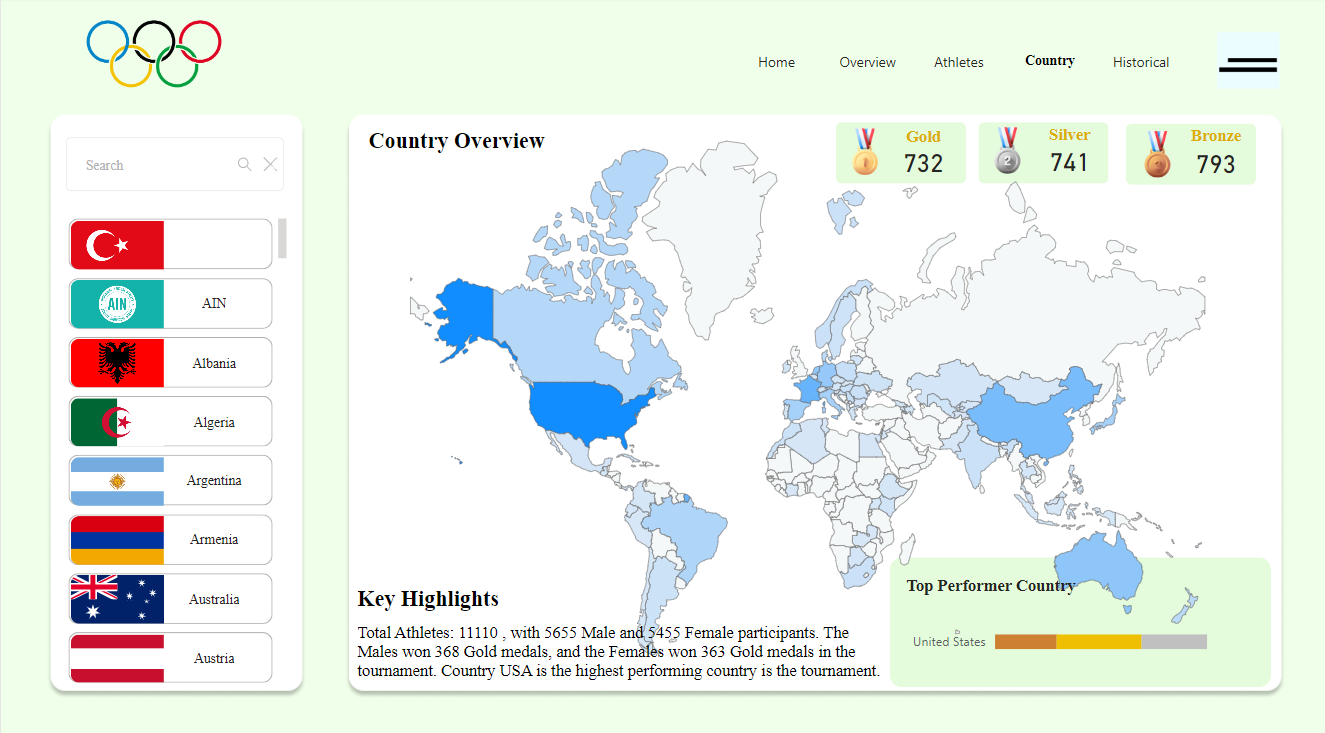 Home
Overview
Athletes
Country
Historical
Search
AIN
AIN
Albania
Algeria
Argentina
Armenia
Australia
Austria
Country Overview
Gold
732
Silver
741
Bronze
793
Key Highlights
Total Athletes: 11110 , with 5655 Male and 5455 Female participants. The
Males won 368 Gold medals, and the Females won 363 Gold medals in the
tournament. Country USA is the highest performing country is the tournament.
Top Performer Country
United States